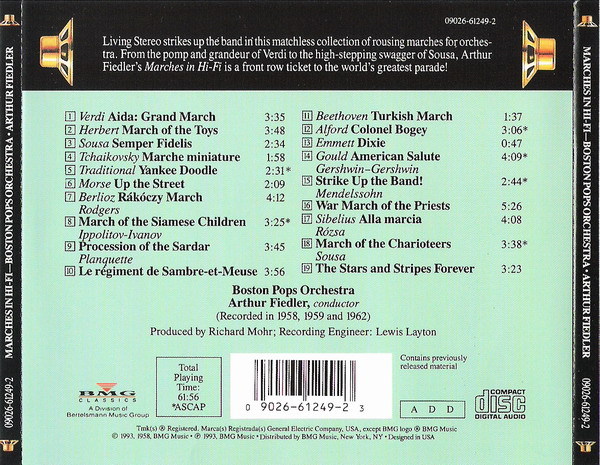 09026-61249-2
Living Stereo strikes up the band in this matchless collection of rousing marches for orches-
tra. From the pomp and grandeur of Verdi to the high-stepping swagger of Sousa, Arthur
Fiedler's Marches in Hi-Fi is a front row ticket to the world's greatest parade!
1 Verdi Aida: Grand March 3:35
2 Herbert March of the Toys 3:48
3 Sousa Semper Fidelis 2:34
4 Tchaikovsky Marche miniature 1:58
5 Traditional Yankee Doodle 2:31*
6 Morse Up the Street 2:09
7 Berlioz Rákóczy March 4:12
Rodgers
8 March of the Siamese Children 3:25*
Ippolitov-Ivanov
9 Procession of the Sardar 3:45
Planquette
10 Le régiment de Sambre-et-Meuse 3:56
11 Beethoven Turkish March 1:37
12 Alford Colonel Bogey 3:06*
13 Emmett Dixie 0:47
14 Gould American Salute 4:09*
Gershwin–Gershwin
15 Strike Up the Band! 2:44*
Mendelssohn
16 War March of the Priests 5:26
17 Sibelius Alla marcia 4:08
Rózsa
18 March of the Charioteers 3:38*
Sousa
19 The Stars and Stripes Forever 3:23
Boston Pops Orchestra
Arthur Fiedler, conductor
(Recorded in 1958, 1959 and 1962)
Produced by Richard Mohr; Recording Engineer: Lewis Layton
BMG
CLASSICS
A Division of
Bertelsmann Music Group
Total
Playing
Time:
61:56
*ASCAP
0 9026-61249-2 3
Contains previously
released material
A D D
COMPACT
disc
DIGITAL AUDIO
Tmk(s) ® Registered. Marca(s) Registrada(s) General Electric Company, USA, except BMG logo ® BMG Music
© 1993, 1958, BMG Music • ℗ 1993, BMG Music • Distributed by BMG Music, New York, NY • Designed in USA
MARCHES IN HI-FI—BOSTON POPS ORCHESTRA • ARTHUR FIEDLER
09026-61249-2
MARCHES IN HI-FI—BOSTON POPS ORCHESTRA • ARTHUR FIEDLER
09026-61249-2